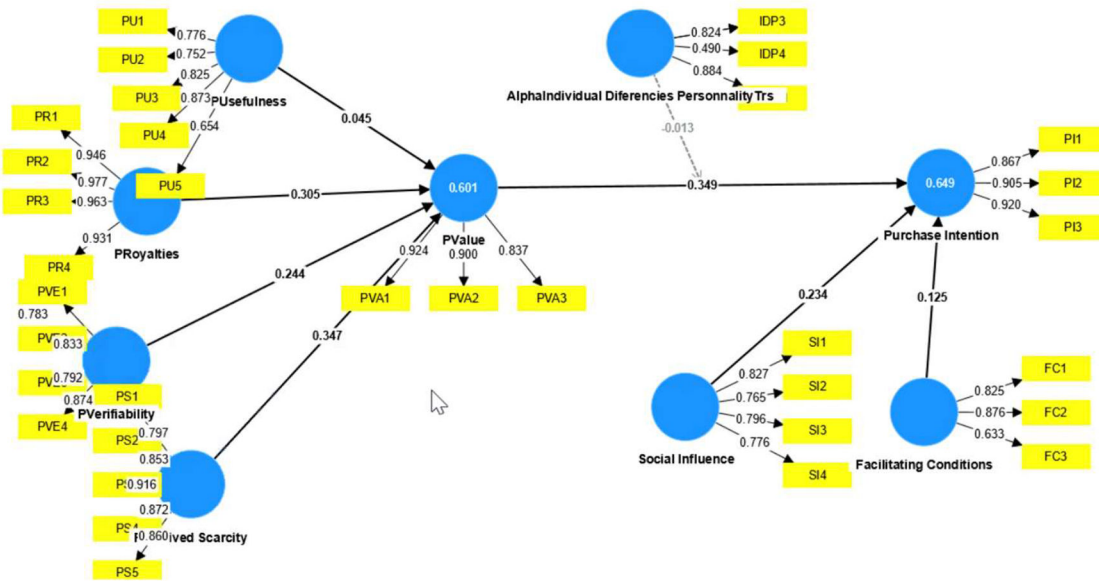 PU1
PU2
PU3
PU4
PU5
0.776
0.752
0.825
0.873
0.654
PUsefulness
PR1
PR2
PR3
PR4
0.946
0.977
0.963
0.931
PRoyalties
PVE1
PVE4
0.783
0.833
0.792
0.874
PVerifiability
PS1
PS2
PS4
PS5
0.797
0.853
0.916
0.872
0.860
ived Scarcity
0.045
0.305
0.244
0.347
0.601
PValue
0.924
0.900
0.837
PVA1
PVA2
PVA3
IDP3
IDP4
0.824
0.490
0.884
AlphaIndividual Diferencies PersonnalityTrs
-0.013
0.349
0.649
Purchase Intention
0.867
0.905
0.920
PI1
PI2
PI3
0.234
0.125
Social Influence
0.827
0.765
0.796
0.776
SI1
SI2
SI3
SI4
Facilitating Conditions
0.825
0.876
0.633
FC1
FC2
FC3